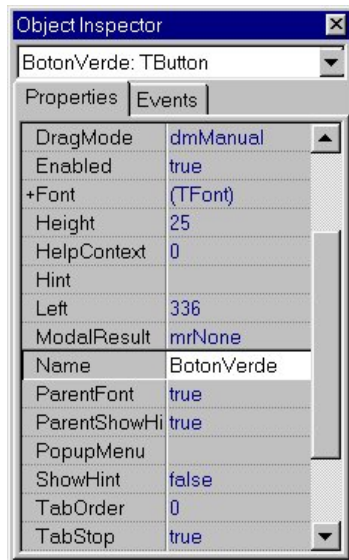 Object Inspector
BotonVerde: TButton
Properties Events
DragMode dmManual
Enabled true
+Font (TFont)
Height 25
HelpContext 0
Hint
Left 336
ModalResult mrNone
Name BotonVerde
ParentFont true
ParentShowHi true
PopupMenu
ShowHint false
TabOrder 0
TabStop true